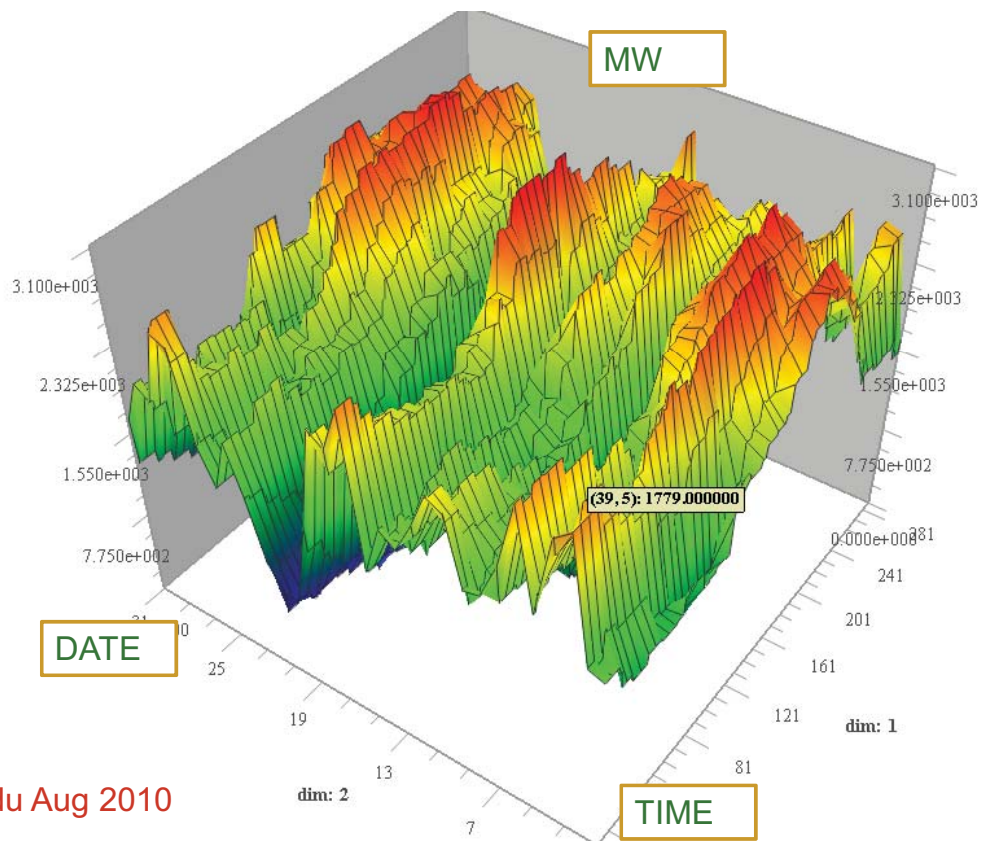 MW
3.100e+003
3.100e+003
2.325e+003
2.325e+003
1.550e+003
1.550e+003
7.750e+002
7.750e+002
(39, 5): 1779.000000
0.000e+000
281
241
201
161
121
81
dim: 1
DATE
25
19
13
7
dim: 2
Aug 2010
TIME